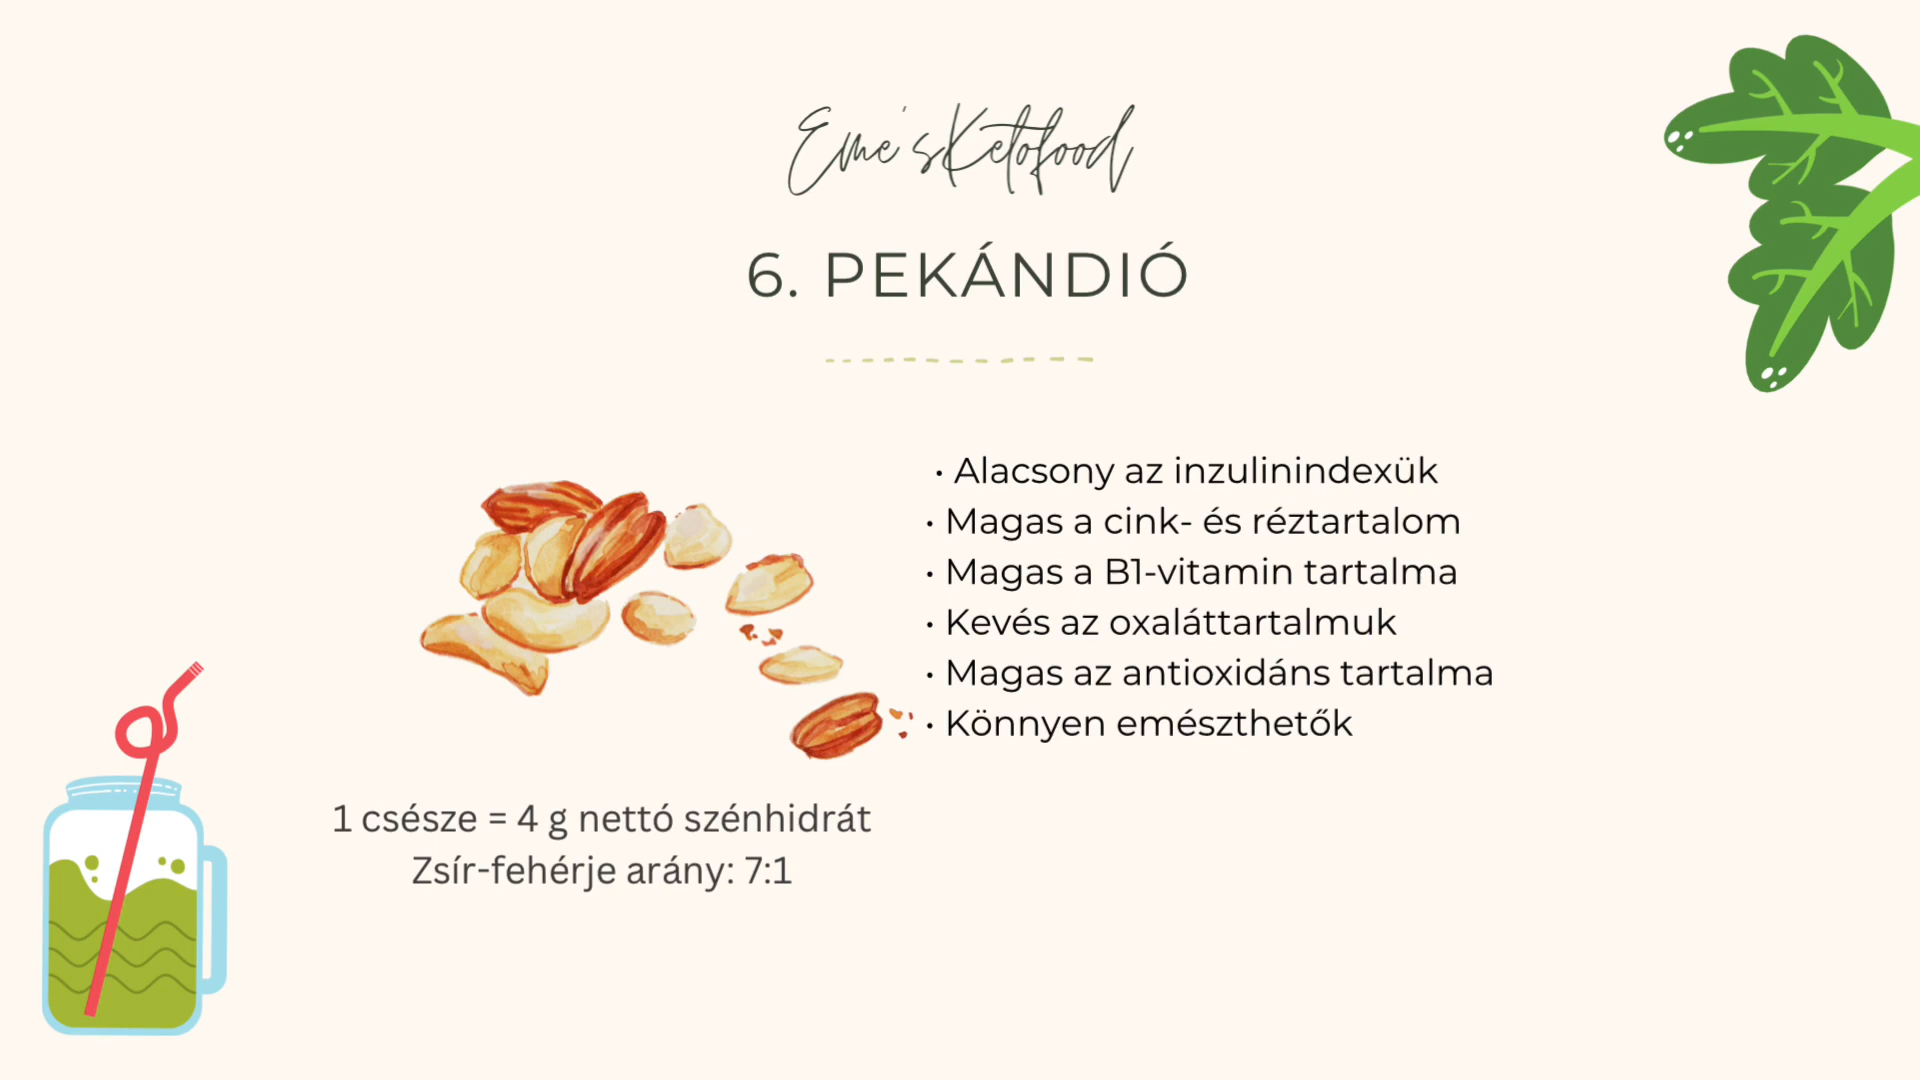 Eme'sKetofood
6. PEKÁNDIÓ
• Alacsony az inzulinindexük
• Magas a cink- és réztartalom
• Magas a B1-vitamin tartalma
• Kevés az oxaláttartalmuk
• Magas az antioxidáns tartalma
• Könnyen emészthetők
1 csésze = 4 g nettó szénhidrát
Zsír-fehérje arány: 7:1